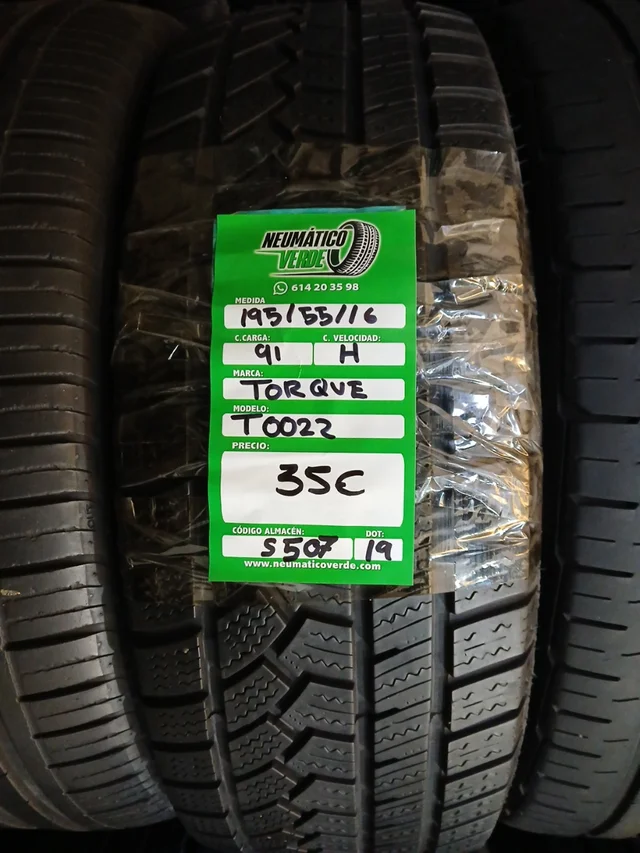 NEUMÁTICO
VERDE
614 20 35 98
MEDIDA
195/55/16
C.CARGA: C. VELOCIDAD:
91 H
MARCA:
TORQUE
MODELO:
T0022
PRECIO:
35€
CÓDIGO ALMACÉN: DOT:
S507 19
www.neumaticoverde.com